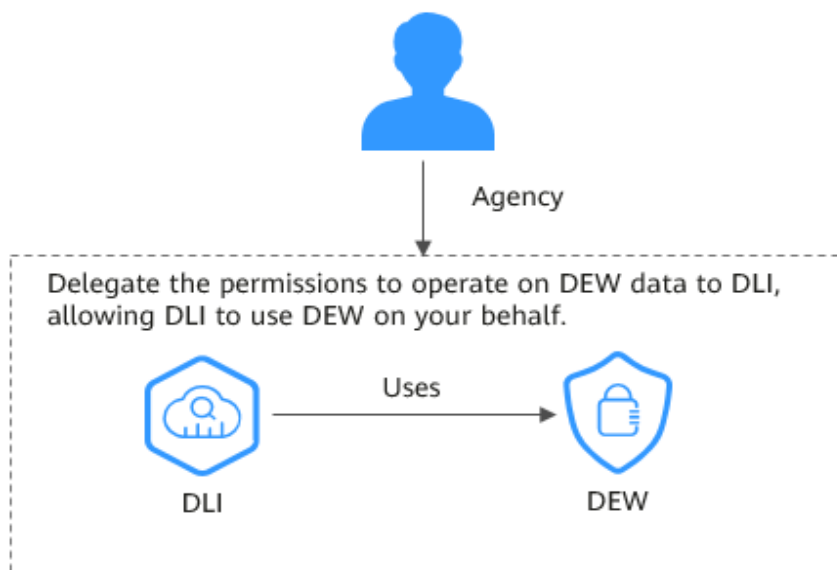 Agency
Delegate the permissions to operate on DEW data to DLI,
allowing DLI to use DEW on your behalf.
Uses
DLI
DEW